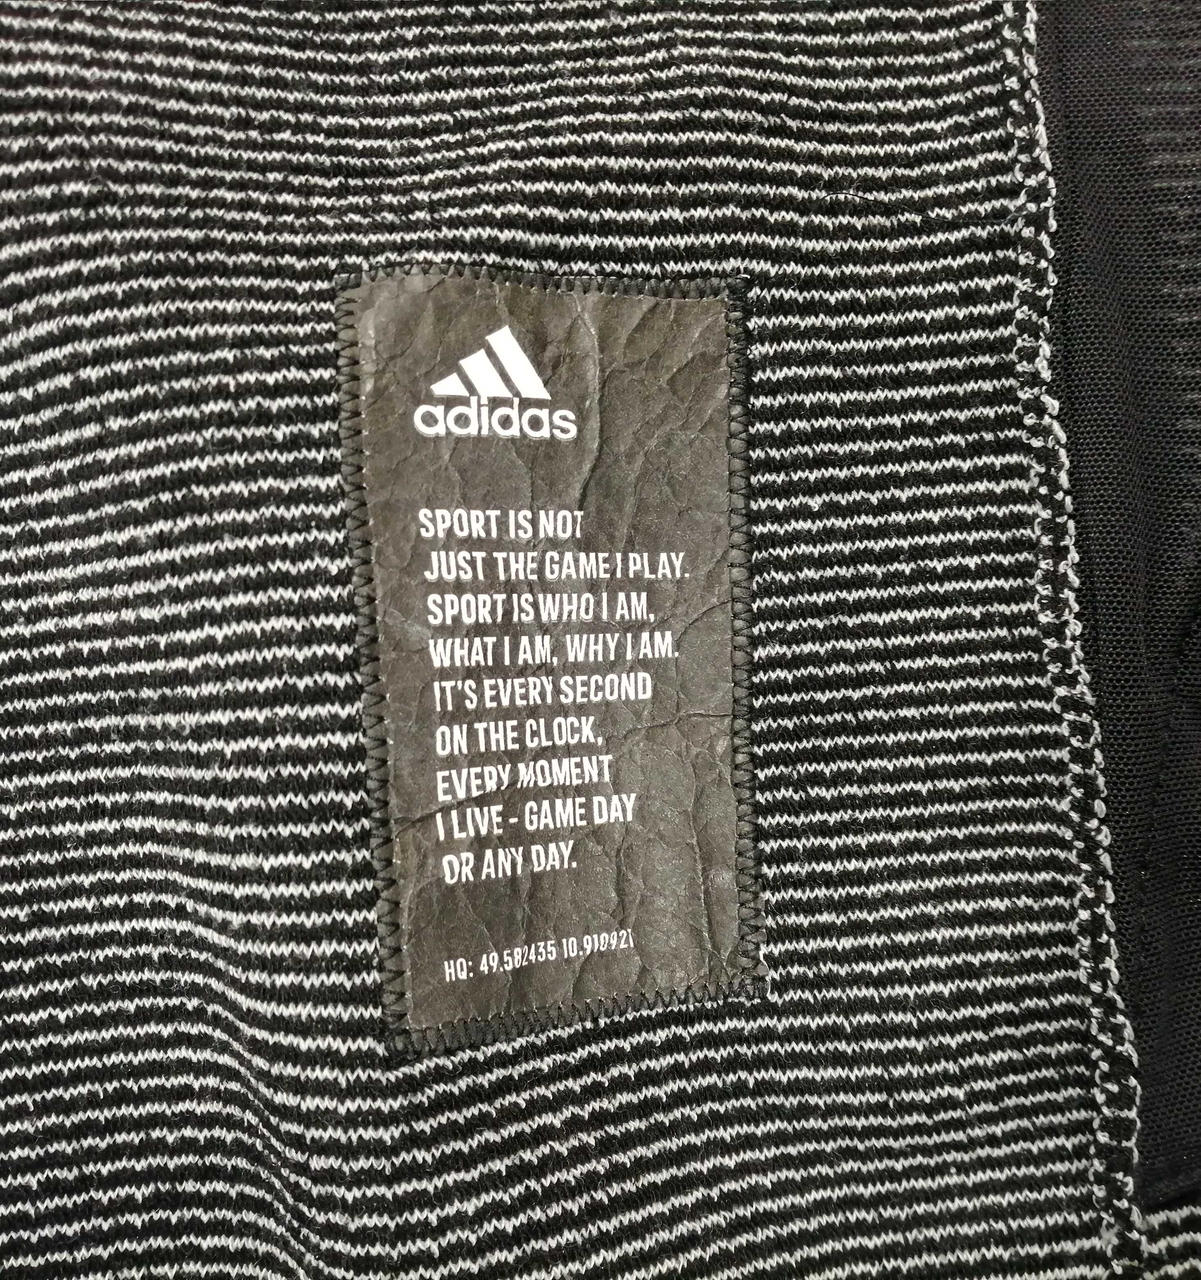 adidas
SPORT IS NOT
JUST THE GAME I PLAY.
SPORT IS WHO I AM,
WHAT I AM, WHY I AM.
IT'S EVERY SECOND
ON THE CLOCK,
EVERY MOMENT
I LIVE - GAME DAY
OR ANY DAY.
HQ: 49.582435 10.910921